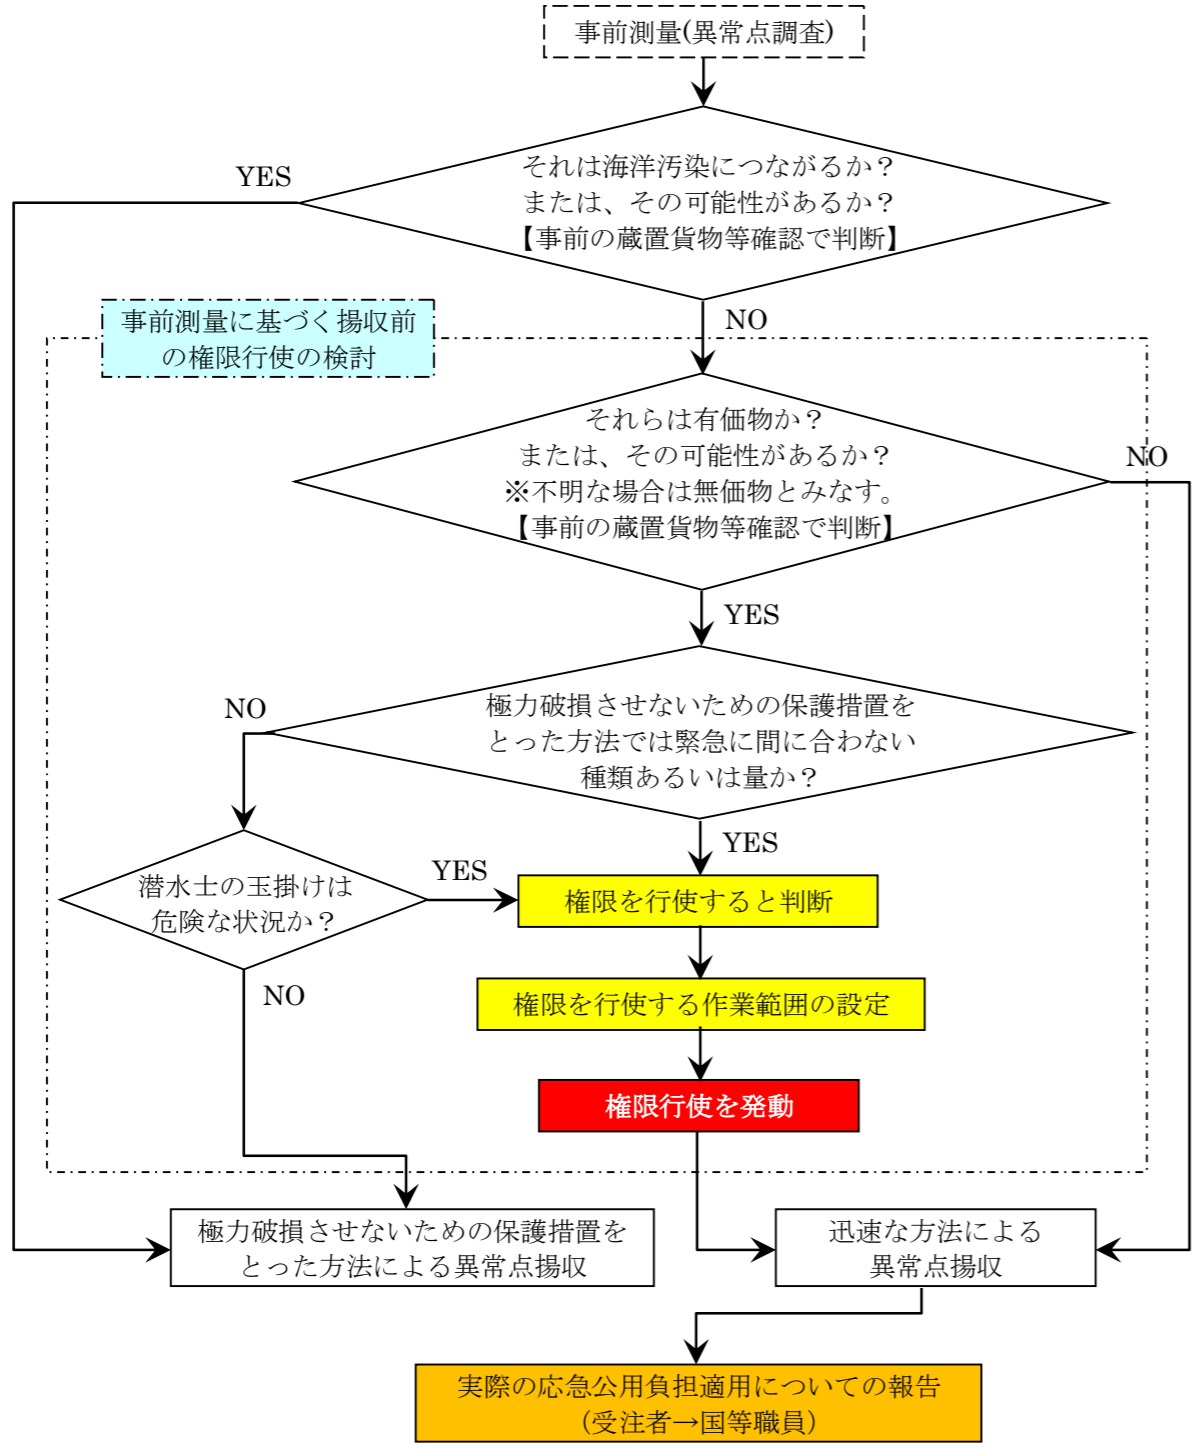 事前測量(異常点調査)
YES
それは海洋汚染につながるか？
または、その可能性があるか？
【事前の蔵置貨物等確認で判断】
NO
事前測量に基づく揚収前
の権限行使の検討
それらは有価物か？
または、その可能性があるか？
※不明な場合は無価物とみなす。
【事前の蔵置貨物等確認で判断】
NO
YES
NO
極力破損させないための保護措置を
とった方法では緊急に間に合わない
種類あるいは量か？
YES
潜水士の玉掛けは
危険な状況か？
YES
権限を行使すると判断
NO
権限を行使する作業範囲の設定
権限行使を発動
極力破損させないための保護措置を
とった方法による異常点揚収
迅速な方法による
異常点揚収
実際の応急公用負担適用についての報告
（受注者→国等職員）